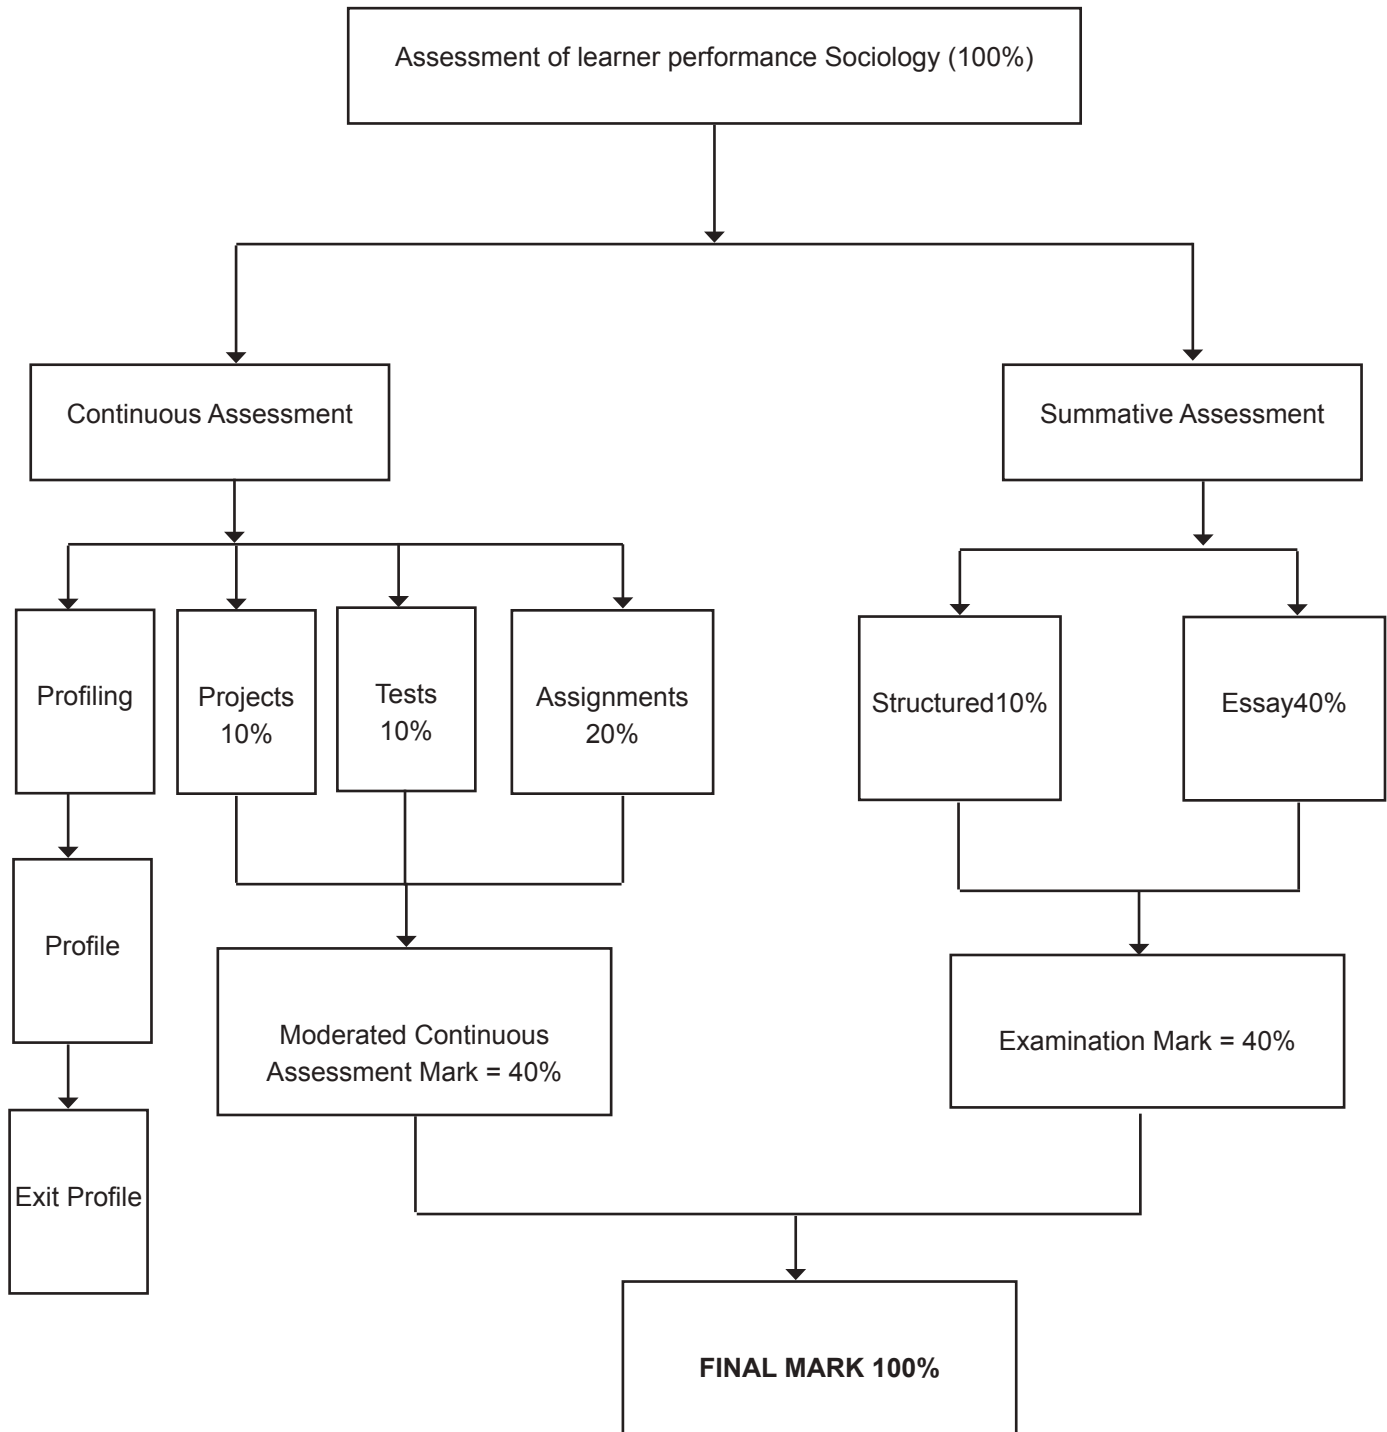 Assessment of learner performance Sociology (100%)
Continuous Assessment
Summative Assessment
Profiling
Projects
10%
Tests
10%
Assignments
20%
Structured10%
Essay40%
Profile
Moderated Continuous
Assessment Mark = 40%
Examination Mark = 40%
Exit Profile
FINAL MARK 100%